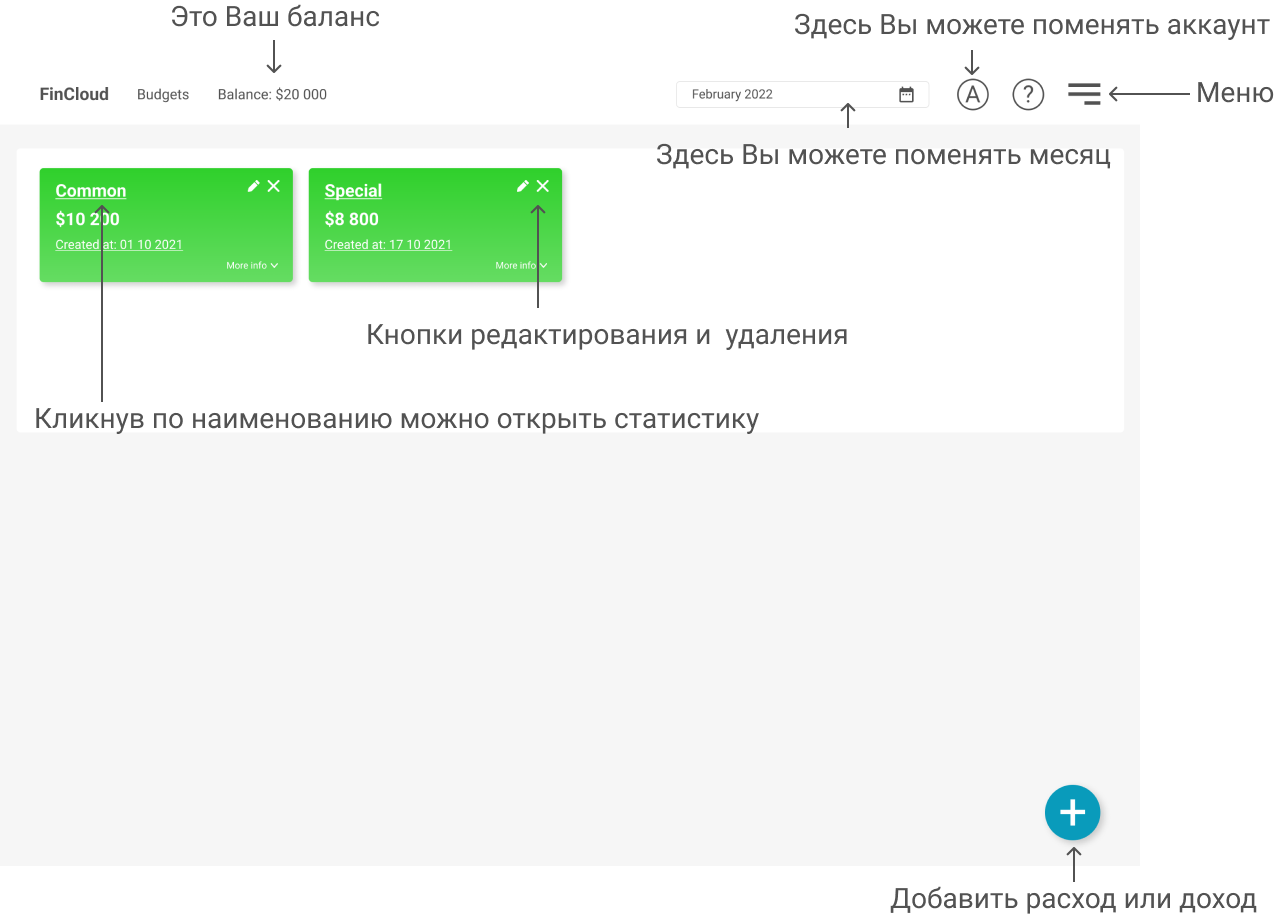 Это Ваш баланс
Здесь Вы можете поменять аккаунт
FinCloud Budgets Balance: $20 000 February 2022 A ? Меню
Здесь Вы можете поменять месяц
Common Special
$10 200 $8 800
Created at: 01 10 2021 Created at: 17 10 2021
More info More info
Кнопки редактирования и удаления
Кликнув по наименованию можно открыть статистику
Добавить расход или доход